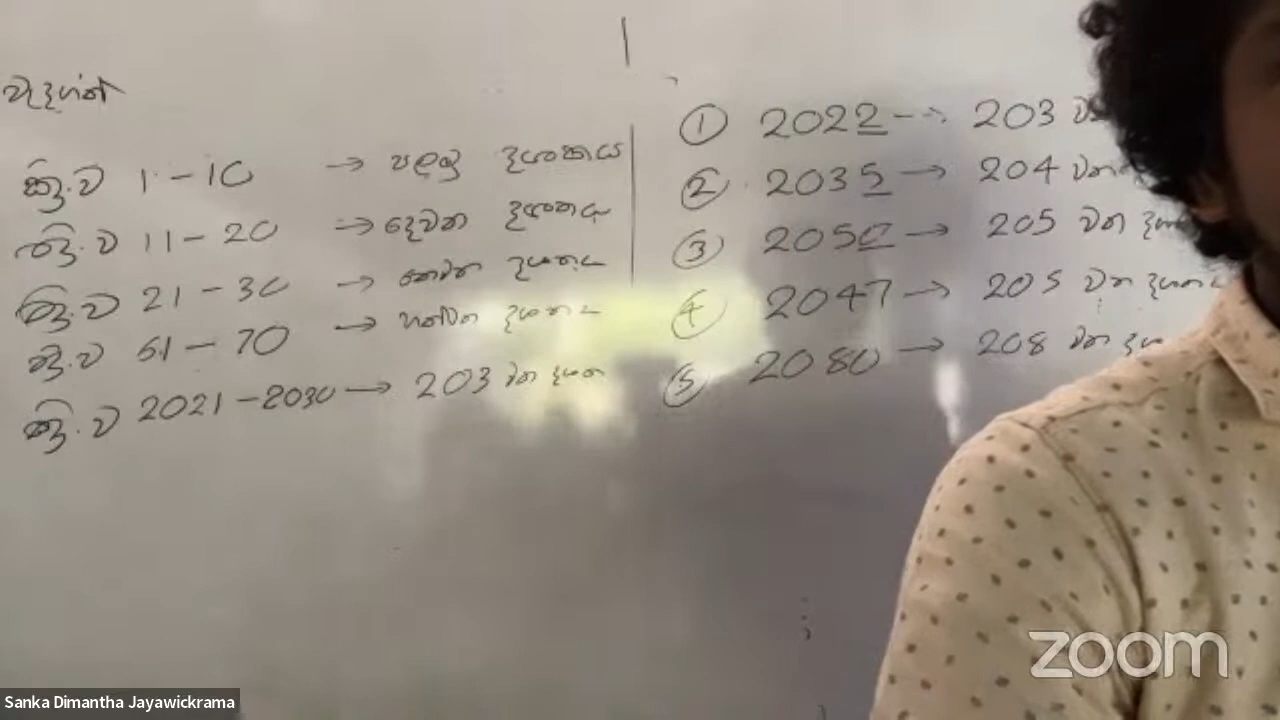 වැදගත්
ක්‍රි.ව 1 - 10 → පළමු දශකය
ක්‍රි.ව 11 - 20 → දෙවන දශකය
ක්‍රි.ව 21 - 30 → තෙවන දශකය
ක්‍රි.ව 61 - 70 → හත්වන දශකය
ක්‍රි.ව 2021 - 2030 → 203 වන දශක
① 2022 --> 203
② 2035 → 204 වන
③ 2050 → 205 වන
④ 2047 → 205 වන දශක
⑤ 2080 → 208 වන
zoom
Sanka Dimantha Jayawickrama